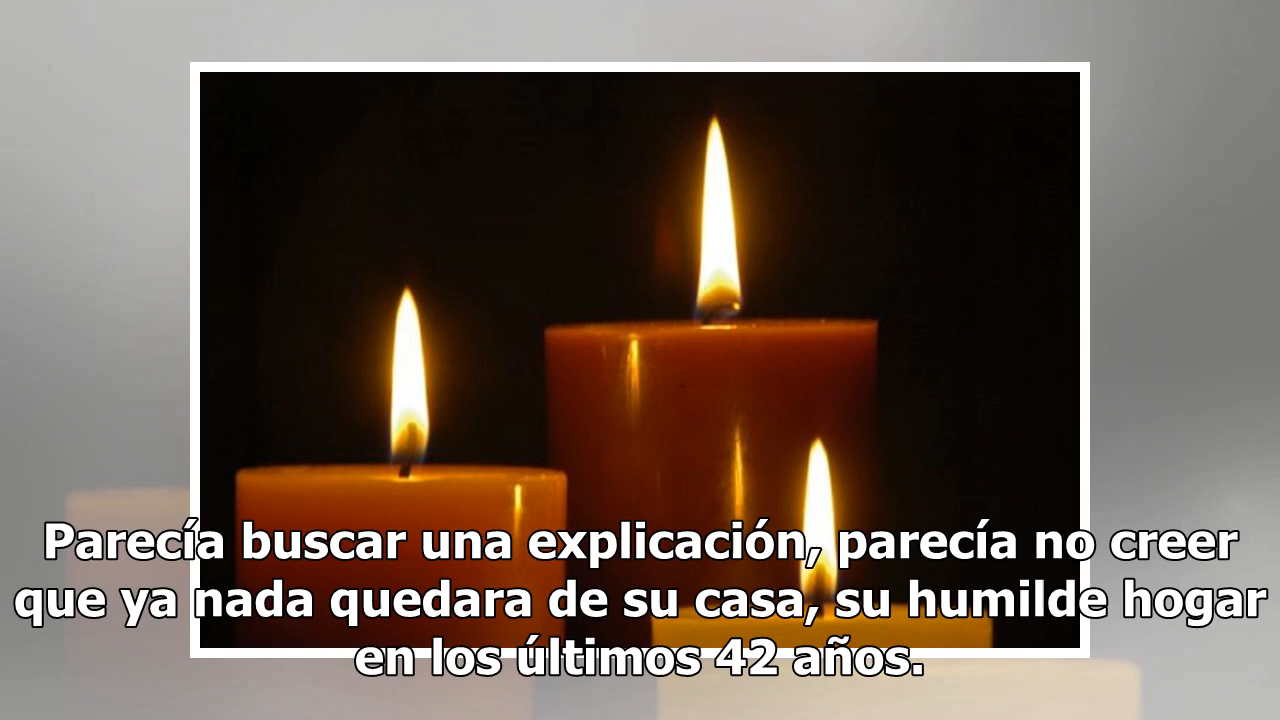 Parecía buscar una explicación, parecía no creer
que ya nada quedara de su casa, su humilde hogar
en los últimos 42 años.